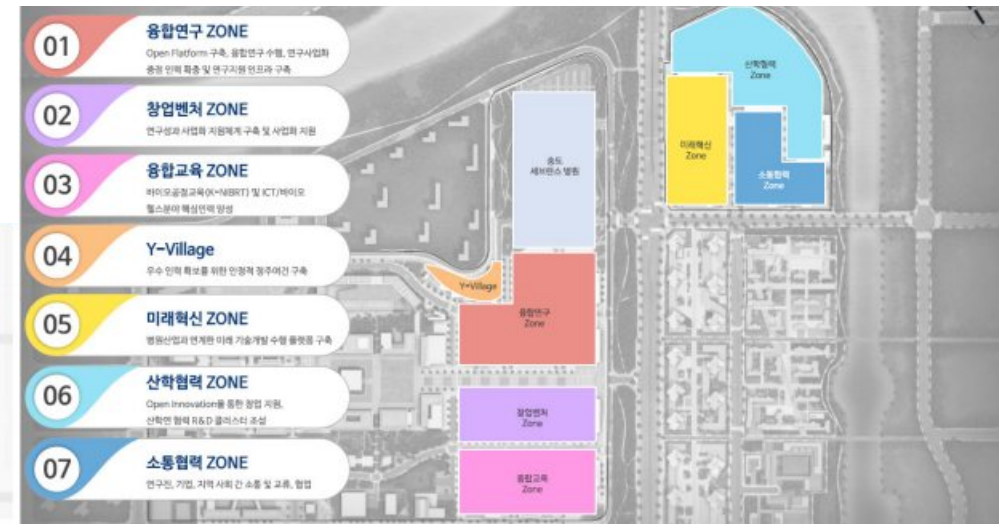 01
융합연구 ZONE
Open Flatform 구축, 융합연구 수행, 연구사업화
중점 인력 확충 및 연구지원 인프라 구축
02
창업벤처 ZONE
연구성과 사업화 지원체계 구축 및 사업화 지원
03
융합교육 ZONE
바이오공정교육(K-NIBRT) 및 ICT/바이오
헬스분야 핵심인력 양성
04
Y-Village
우수 인력 확보를 위한 안정적 정주여건 구축
05
미래혁신 ZONE
병원산업과 연계한 미래 기술개발 수행 플랫폼 구축
06
산학협력 ZONE
Open Innovation을 통한 창업 지원,
산학연 협력 R&D 클러스터 조성
07
소통협력 ZONE
연구진, 기업, 지역 사회 간 소통 및 교류, 협업
산학협력
Zone
미래혁신
Zone
소통협력
Zone
송도
세브란스 병원
Y-Village
융합연구
Zone
창업벤처
Zone
융합교육
Zone